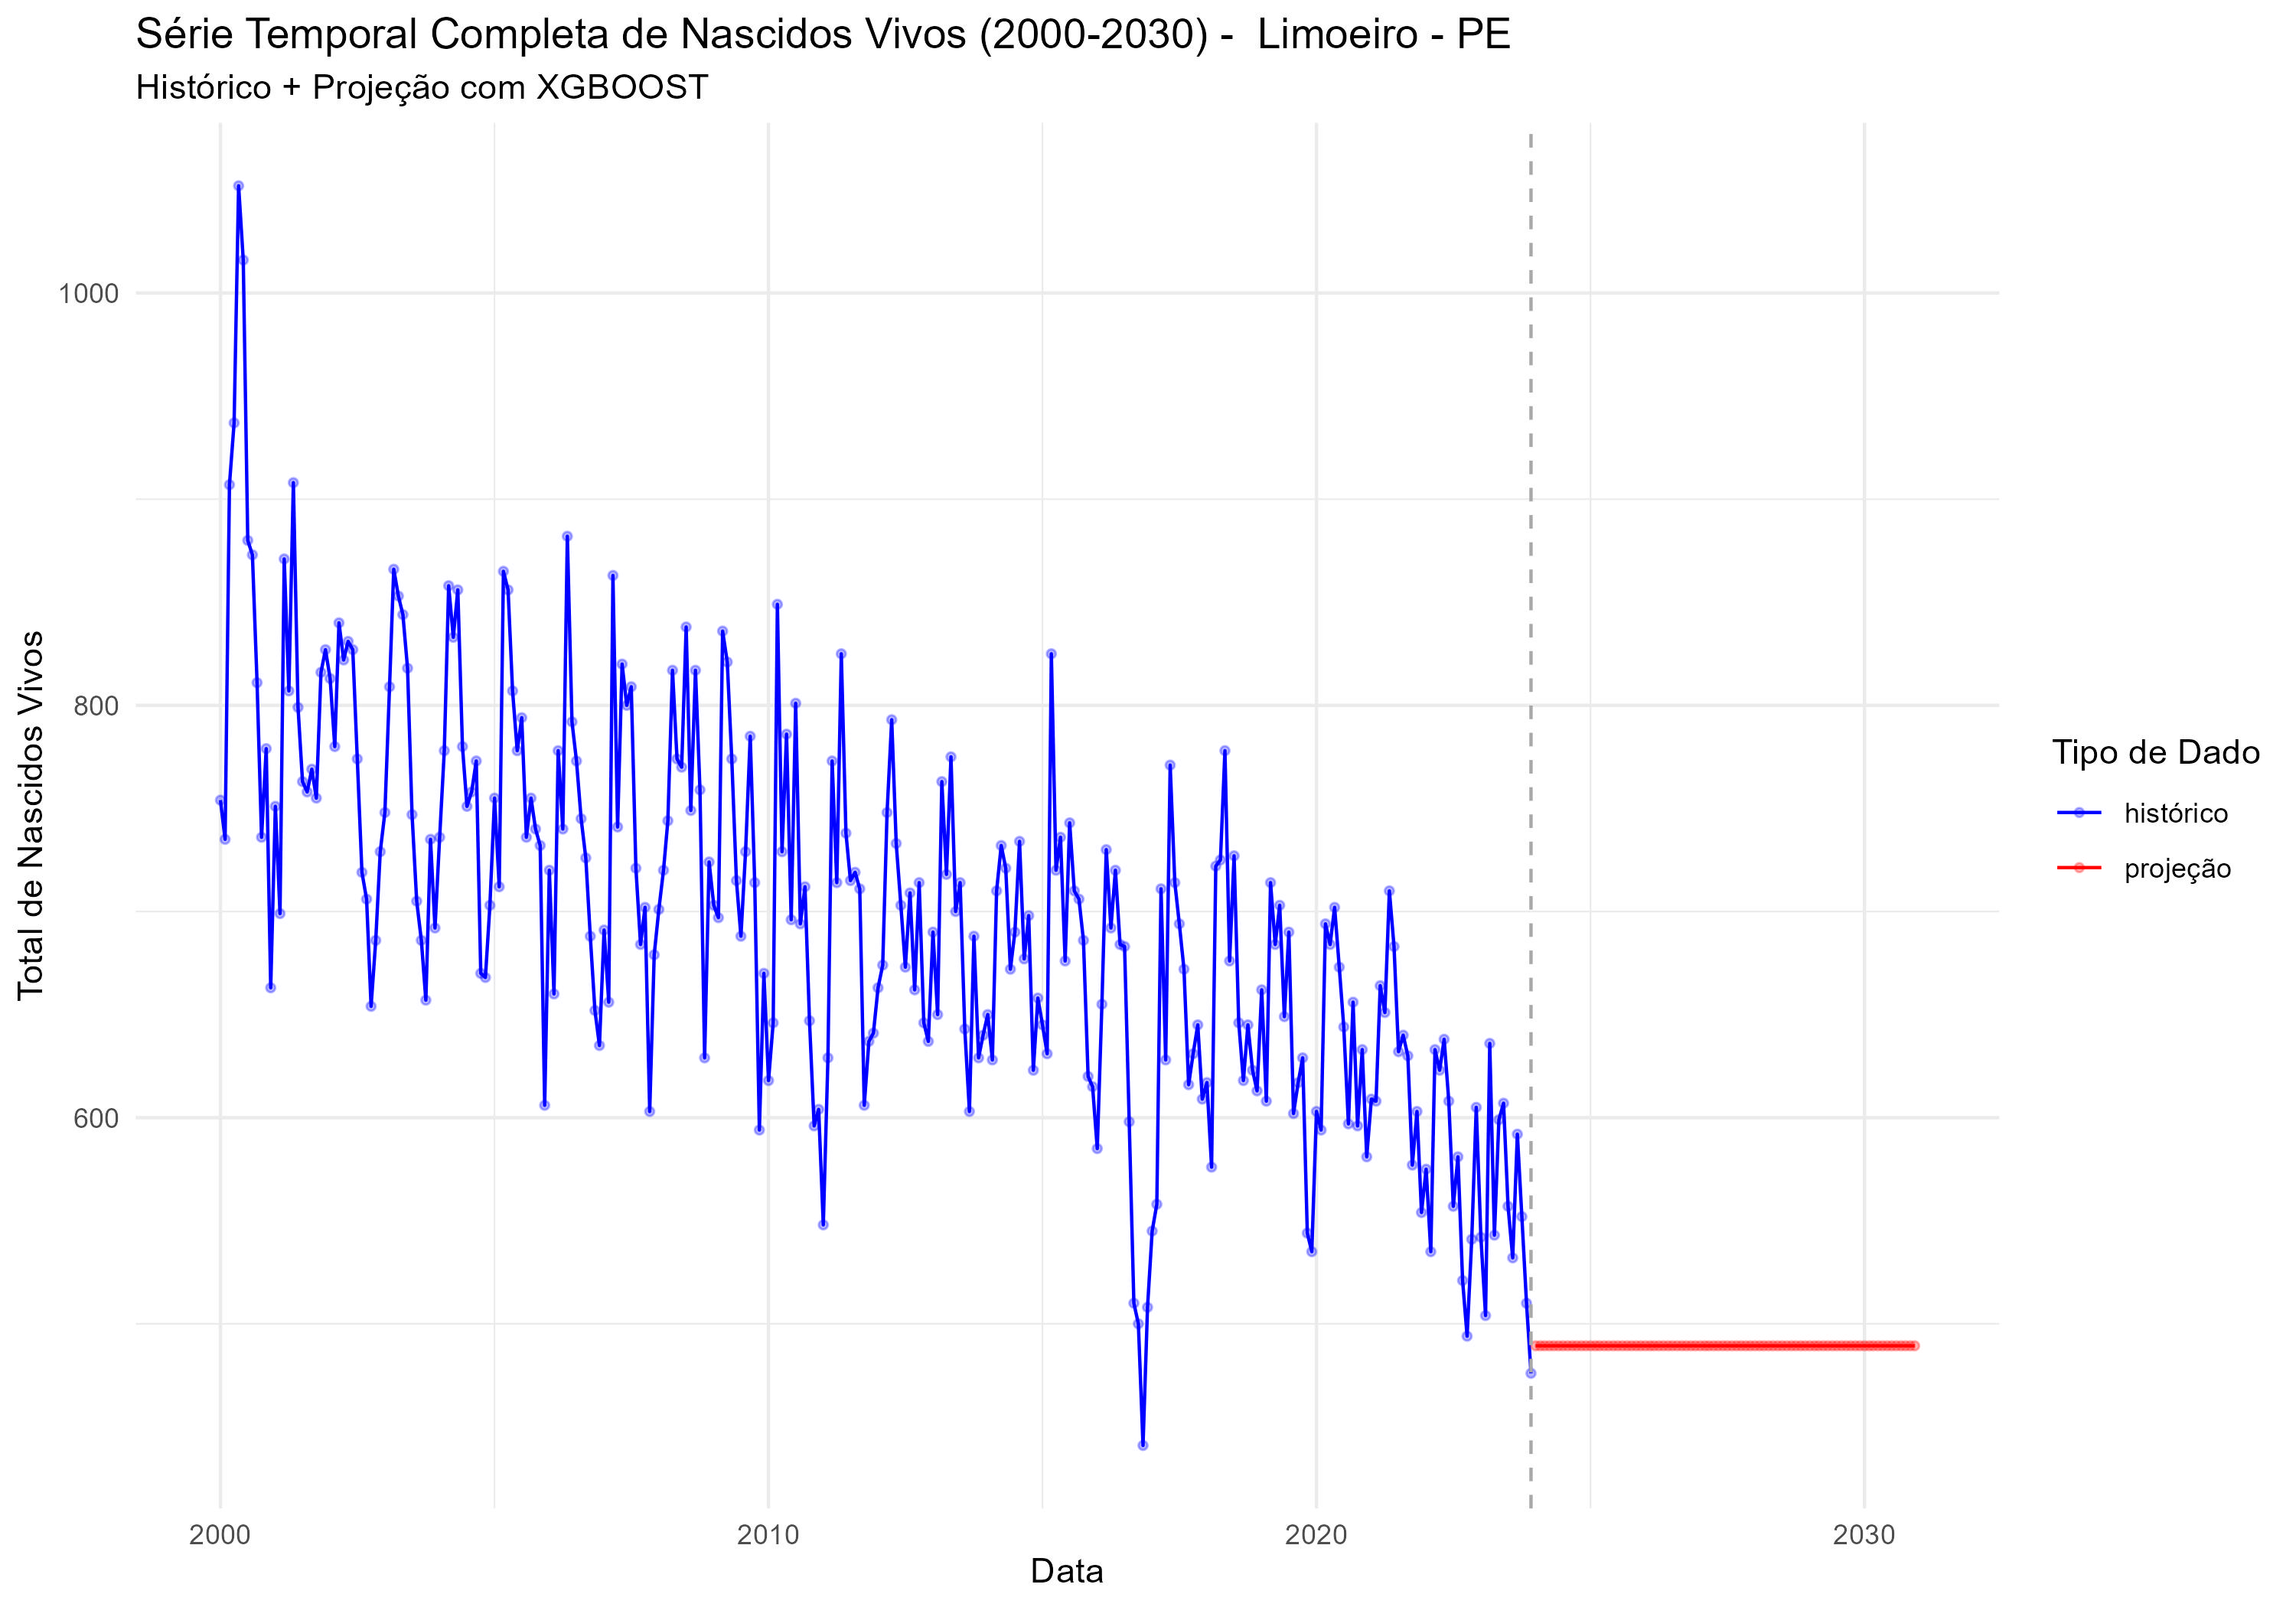 Série Temporal Completa de Nascidos Vivos (2000-2030) -  Limoeiro - PE
Histórico + Projeção com XGBOOST
Total de Nascidos Vivos
1000
800
600
2000
2010
2020
2030
Data
Tipo de Dado
histórico
projeção